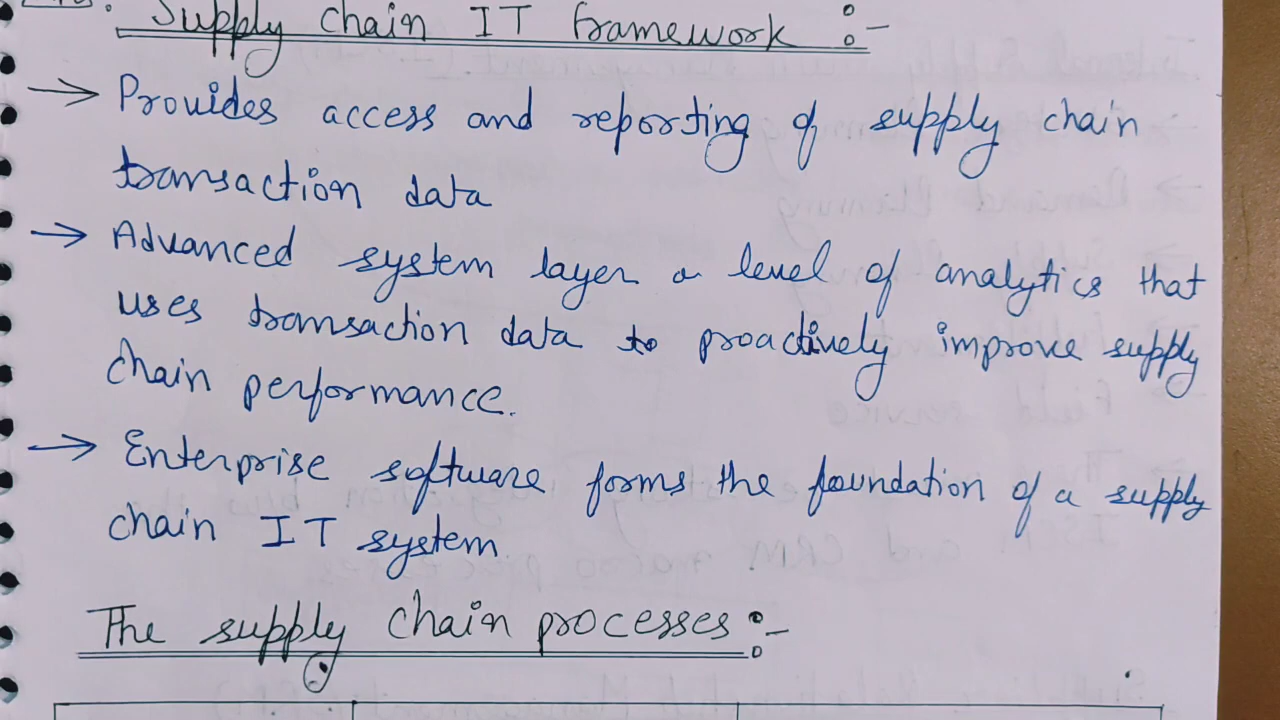 Supply Chain IT Framework :-
→ Provides access and reporting of supply chain
transaction data
→ Advanced system layer a level of analytics that
uses transaction data to proactively improve supply
chain performance.
→ Enterprise software forms the foundation of a supply
chain IT system
The supply chain processes :-